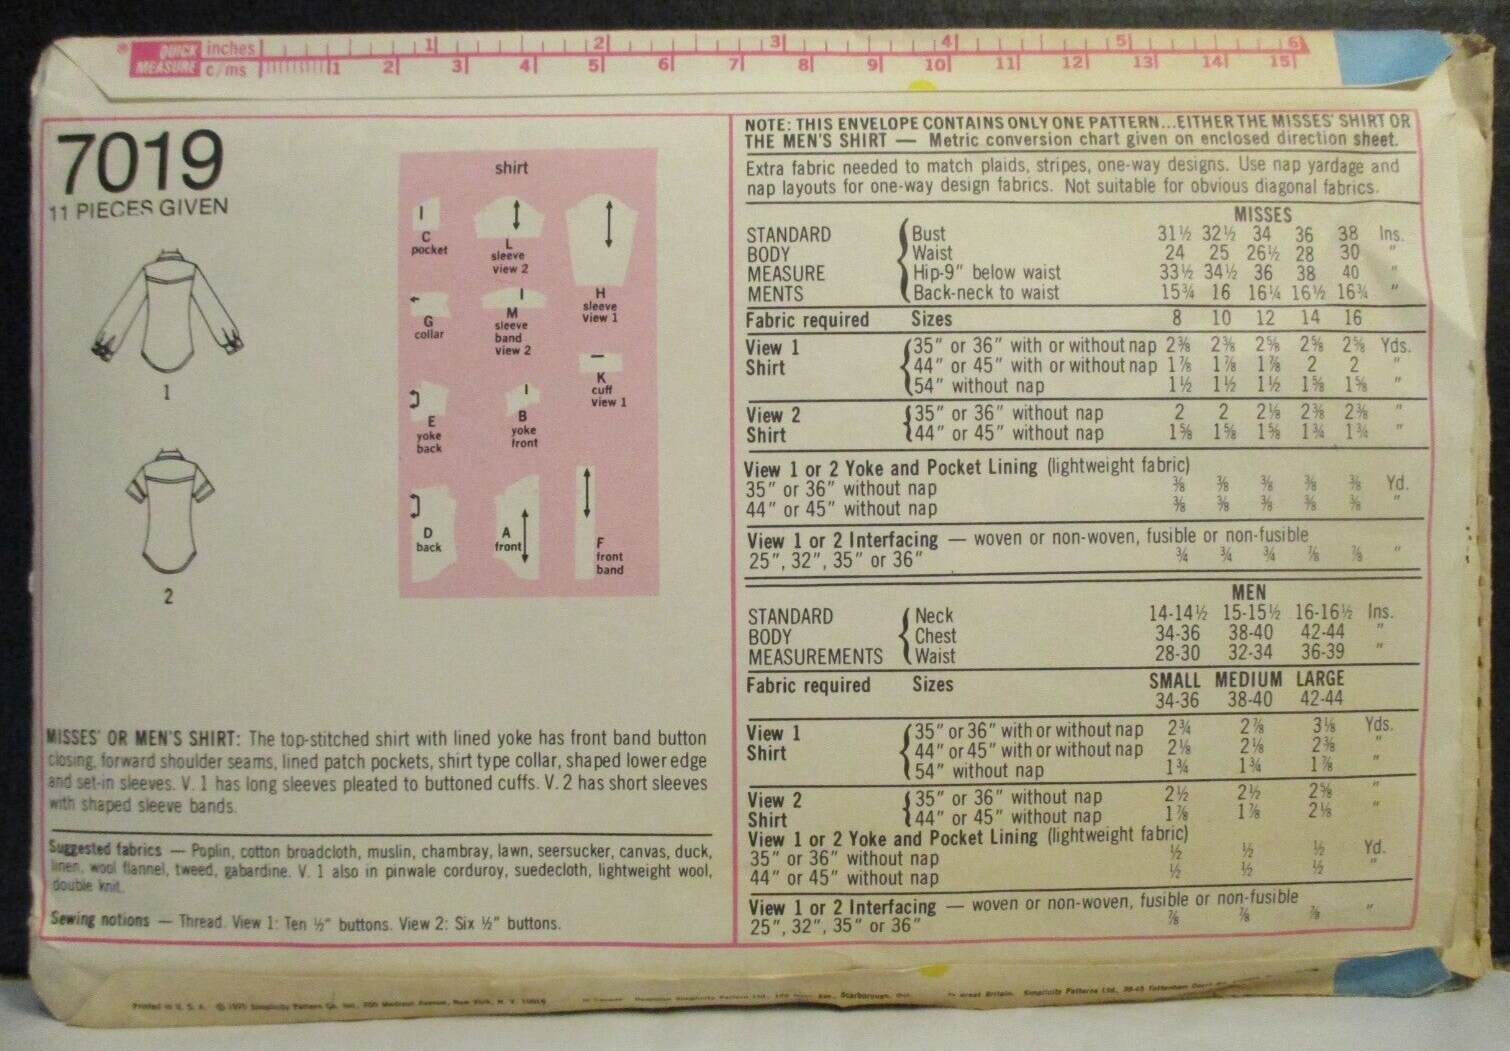 QUICK MEASURE inches 1 2 3 4 5 6
c/ms 1 2 3 4 5 6 7 8 9 10 11 12 13 14 15
7019
11 PIECES GIVEN
1
2
shirt
C
pocket
L
sleeve
view 2
H
sleeve
view 1
G
collar
M
sleeve
band
view 2
K
cuff
view 1
E
yoke
back
B
yoke
front
D
back
A
front
F
front
band
MISSES' OR MEN'S SHIRT: The top-stitched shirt with lined yoke has front band button
closing, forward shoulder seams, lined patch pockets, shirt type collar, shaped lower edge
and set-in sleeves. V. 1 has long sleeves pleated to buttoned cuffs. V. 2 has short sleeves
with shaped sleeve bands.
Suggested fabrics — Poplin, cotton broadcloth, muslin, chambray, lawn, seersucker, canvas, duck,
linen, wool flannel, tweed, gabardine. V. 1 also in pinwale corduroy, suedecloth, lightweight wool,
double knit.
Sewing notions — Thread. View 1: Ten ½" buttons. View 2: Six ½" buttons.
NOTE: THIS ENVELOPE CONTAINS ONLY ONE PATTERN...EITHER THE MISSES' SHIRT OR
THE MEN'S SHIRT — Metric conversion chart given on enclosed direction sheet.
Extra fabric needed to match plaids, stripes, one-way designs. Use nap yardage and
nap layouts for one-way design fabrics. Not suitable for obvious diagonal fabrics.
MISSES
STANDARD Bust 31½ 32½ 34 36 38 Ins.
BODY Waist 24 25 26½ 28 30 "
MEASURE Hip-9" below waist 33½ 34½ 36 38 40 "
MENTS Back-neck to waist 15¾ 16 16¼ 16½ 16¾ "
Fabric required Sizes 8 10 12 14 16
View 1 35" or 36" with or without nap 2⅜ 2⅜ 2⅝ 2⅝ 2⅝ Yds.
Shirt 44" or 45" with or without nap 1⅞ 1⅞ 1⅞ 2 2 "
54" without nap 1½ 1½ 1½ 1⅝ 1⅝ "
View 2 35" or 36" without nap 2 2 2⅛ 2⅜ 2⅜ "
Shirt 44" or 45" without nap 1⅝ 1⅝ 1⅝ 1¾ 1¾ "
View 1 or 2 Yoke and Pocket Lining (lightweight fabric)
35" or 36" without nap ⅜ ⅜ ⅜ ⅜ ⅜ Yd.
44" or 45" without nap ⅜ ⅜ ⅜ ⅜ ⅜ "
View 1 or 2 Interfacing — woven or non-woven, fusible or non-fusible
25", 32", 35" or 36" ¾ ¾ ¾ ⅞ ⅞ "
MEN
STANDARD Neck 14-14½ 15-15½ 16-16½ Ins.
BODY Chest 34-36 38-40 42-44 "
MEASUREMENTS Waist 28-30 32-34 36-39 "
Fabric required Sizes SMALL MEDIUM LARGE
34-36 38-40 42-44
View 1 35" or 36" with or without nap 2¾ 2⅞ 3⅛ Yds.
Shirt 44" or 45" with or without nap 2⅛ 2⅛ 2⅜ "
54" without nap 1¾ 1¾ 1⅞ "
View 2 35" or 36" without nap 2½ 2½ 2⅝ "
Shirt 44" or 45" without nap 1⅞ 1⅞ 2⅛ "
View 1 or 2 Yoke and Pocket Lining (lightweight fabric)
35" or 36" without nap ½ ½ ½ Yd.
44" or 45" without nap ½ ½ ½ "
View 1 or 2 Interfacing — woven or non-woven, fusible or non-fusible
25", 32", 35" or 36" ⅞ ⅞ ⅞ "
Printed in U. S. A. © 1975 Simplicity Pattern Co. Inc., 200 Madison Avenue, New York, N. Y. 10016 Scarborough, Ont. In Great Britain. Simplicity Patterns Ltd., 39-45 Tottenham